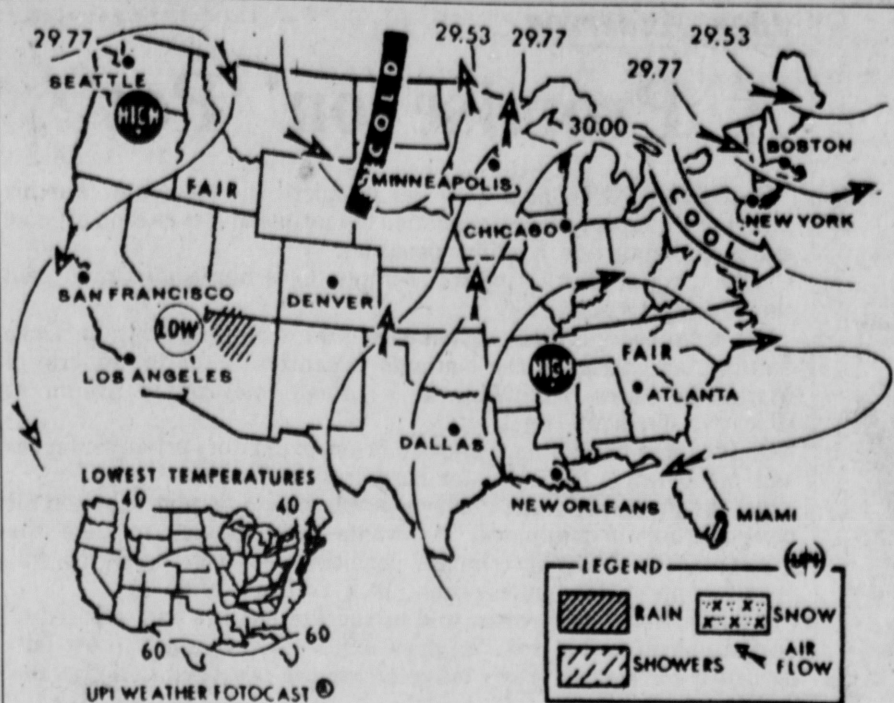 29.77
29.53
29.77
29.53
29.77
SEATTLE
HIGH
COLD
30.00
BOSTON
FAIR
MINNEAPOLIS
NEW YORK
CHICAGO
COOL
SAN FRANCISCO
DENVER
LOW
FAIR
HIGH
LOS ANGELES
ATLANTA
DALLAS
LOWEST TEMPERATURES
NEW ORLEANS
MIAMI
40
40
60
60
LEGEND
UPI
RAIN
SNOW
SHOWERS
AIR
FLOW
UPI WEATHER FOTOCAST ®